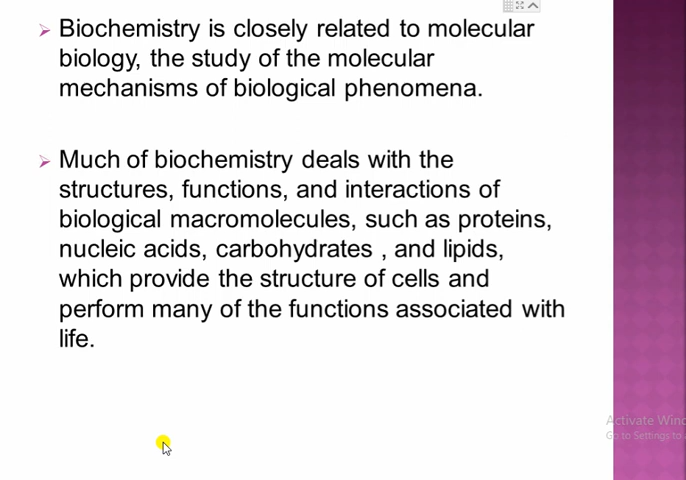 Biochemistry is closely related to molecular
biology, the study of the molecular
mechanisms of biological phenomena.
Much of biochemistry deals with the
structures, functions, and interactions of
biological macromolecules, such as proteins,
nucleic acids, carbohydrates , and lipids,
which provide the structure of cells and
perform many of the functions associated with
life.
Activate Wind
Go to Settings to